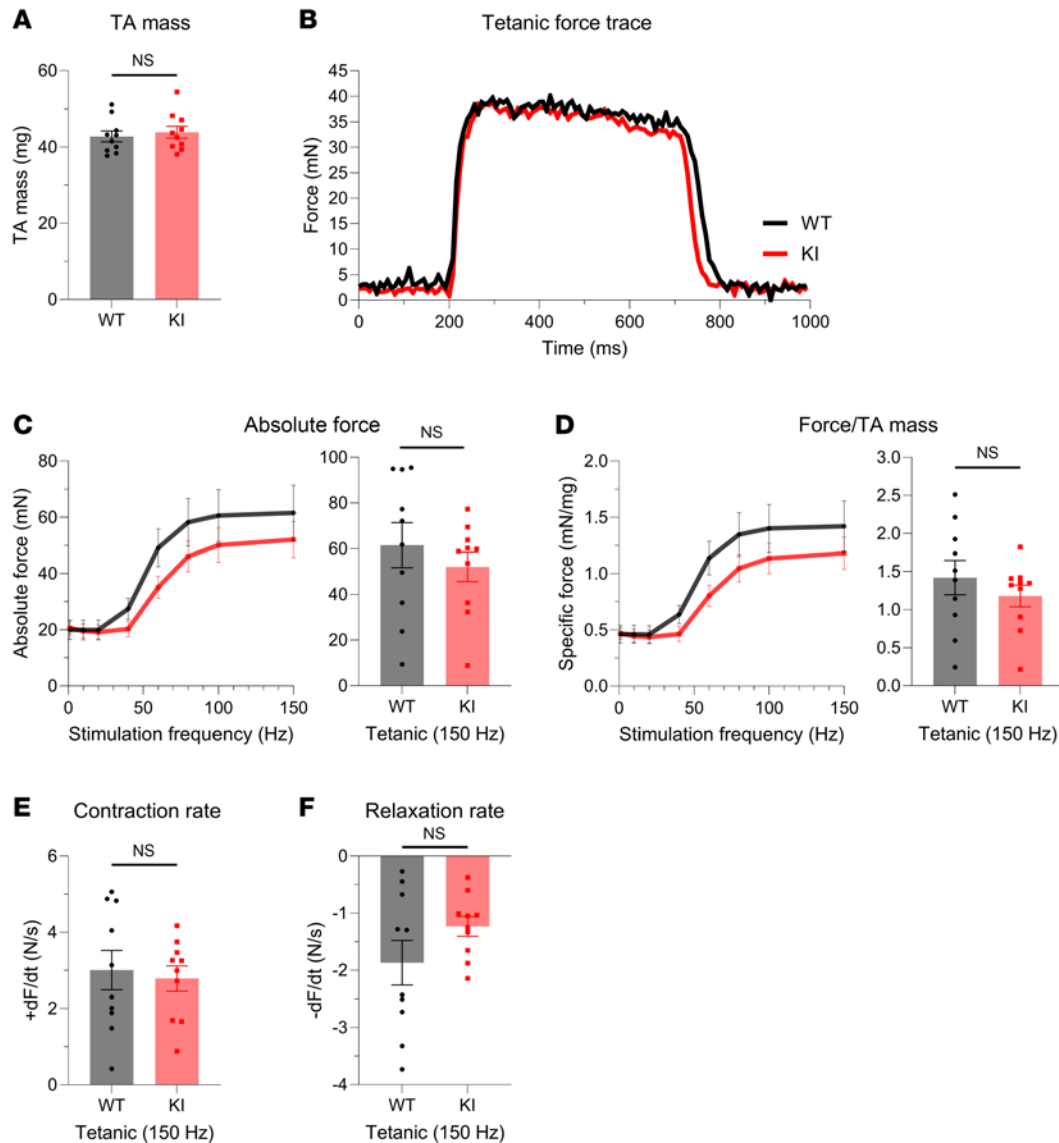 A TA mass
NS
TA mass (mg)
60
40
20
0
WT KI
B Tetanic force trace
Force (mN)
45
40
35
30
25
20
15
10
5
0
WT
KI
0 200 400 600 800 1000
Time (ms)
C Absolute force
Absolute force (mN)
80
60
40
20
0
0 50 100 150
Stimulation frequency (Hz)
NS
100
80
60
40
20
0
WT KI
Tetanic (150 Hz)
D Force/TA mass
Specific force (mN/mg)
2.0
1.5
1.0
0.5
0.0
0 50 100 150
Stimulation frequency (Hz)
NS
3.0
2.5
2.0
1.5
1.0
0.5
0.0
WT KI
Tetanic (150 Hz)
E Contraction rate
NS
+dF/dt (N/s)
6
4
2
0
WT KI
Tetanic (150 Hz)
F Relaxation rate
NS
-dF/dt (N/s)
0
-1
-2
-3
-4
WT KI
Tetanic (150 Hz)